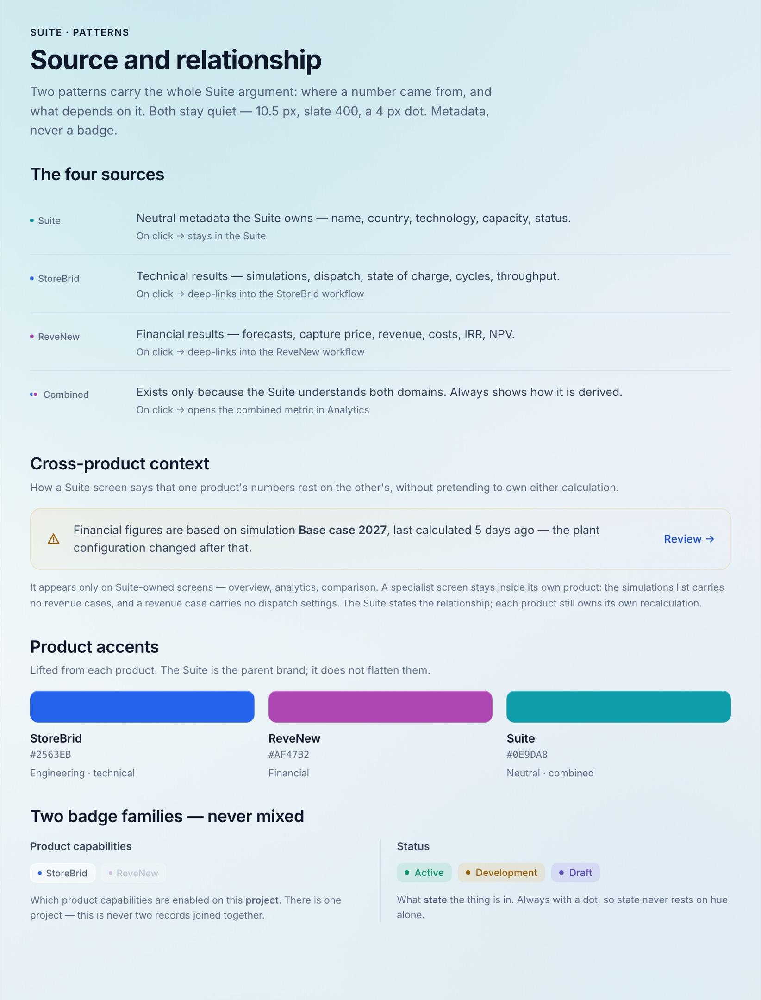 SUITE · PATTERNS
Source and relationship
Two patterns carry the whole Suite argument: where a number came from, and
what depends on it. Both stay quiet — 10.5 px, slate 400, a 4 px dot. Metadata,
never a badge.
The four sources
Suite
Neutral metadata the Suite owns — name, country, technology, capacity, status.
On click → stays in the Suite
StoreBrid
Technical results — simulations, dispatch, state of charge, cycles, throughput.
On click → deep-links into the StoreBrid workflow
ReveNew
Financial results — forecasts, capture price, revenue, costs, IRR, NPV.
On click → deep-links into the ReveNew workflow
Combined
Exists only because the Suite understands both domains. Always shows how it is derived.
On click → opens the combined metric in Analytics
Cross-product context
How a Suite screen says that one product's numbers rest on the other's, without pretending to own either calculation.
Financial figures are based on simulation Base case 2027, last calculated 5 days ago — the plant
configuration changed after that.
Review →
It appears only on Suite-owned screens — overview, analytics, comparison. A specialist screen stays inside its own product: the simulations list carries
no revenue cases, and a revenue case carries no dispatch settings. The Suite states the relationship; each product still owns its own recalculation.
Product accents
Lifted from each product. The Suite is the parent brand; it does not flatten them.
StoreBrid
#2563EB
Engineering · technical
ReveNew
#AF47B2
Financial
Suite
#0E9DA8
Neutral · combined
Two badge families — never mixed
Product capabilities
StoreBrid
ReveNew
Which product capabilities are enabled on this project. There is one
project — this is never two records joined together.
Status
Active
Development
Draft
What state the thing is in. Always with a dot, so state never rests on hue
alone.